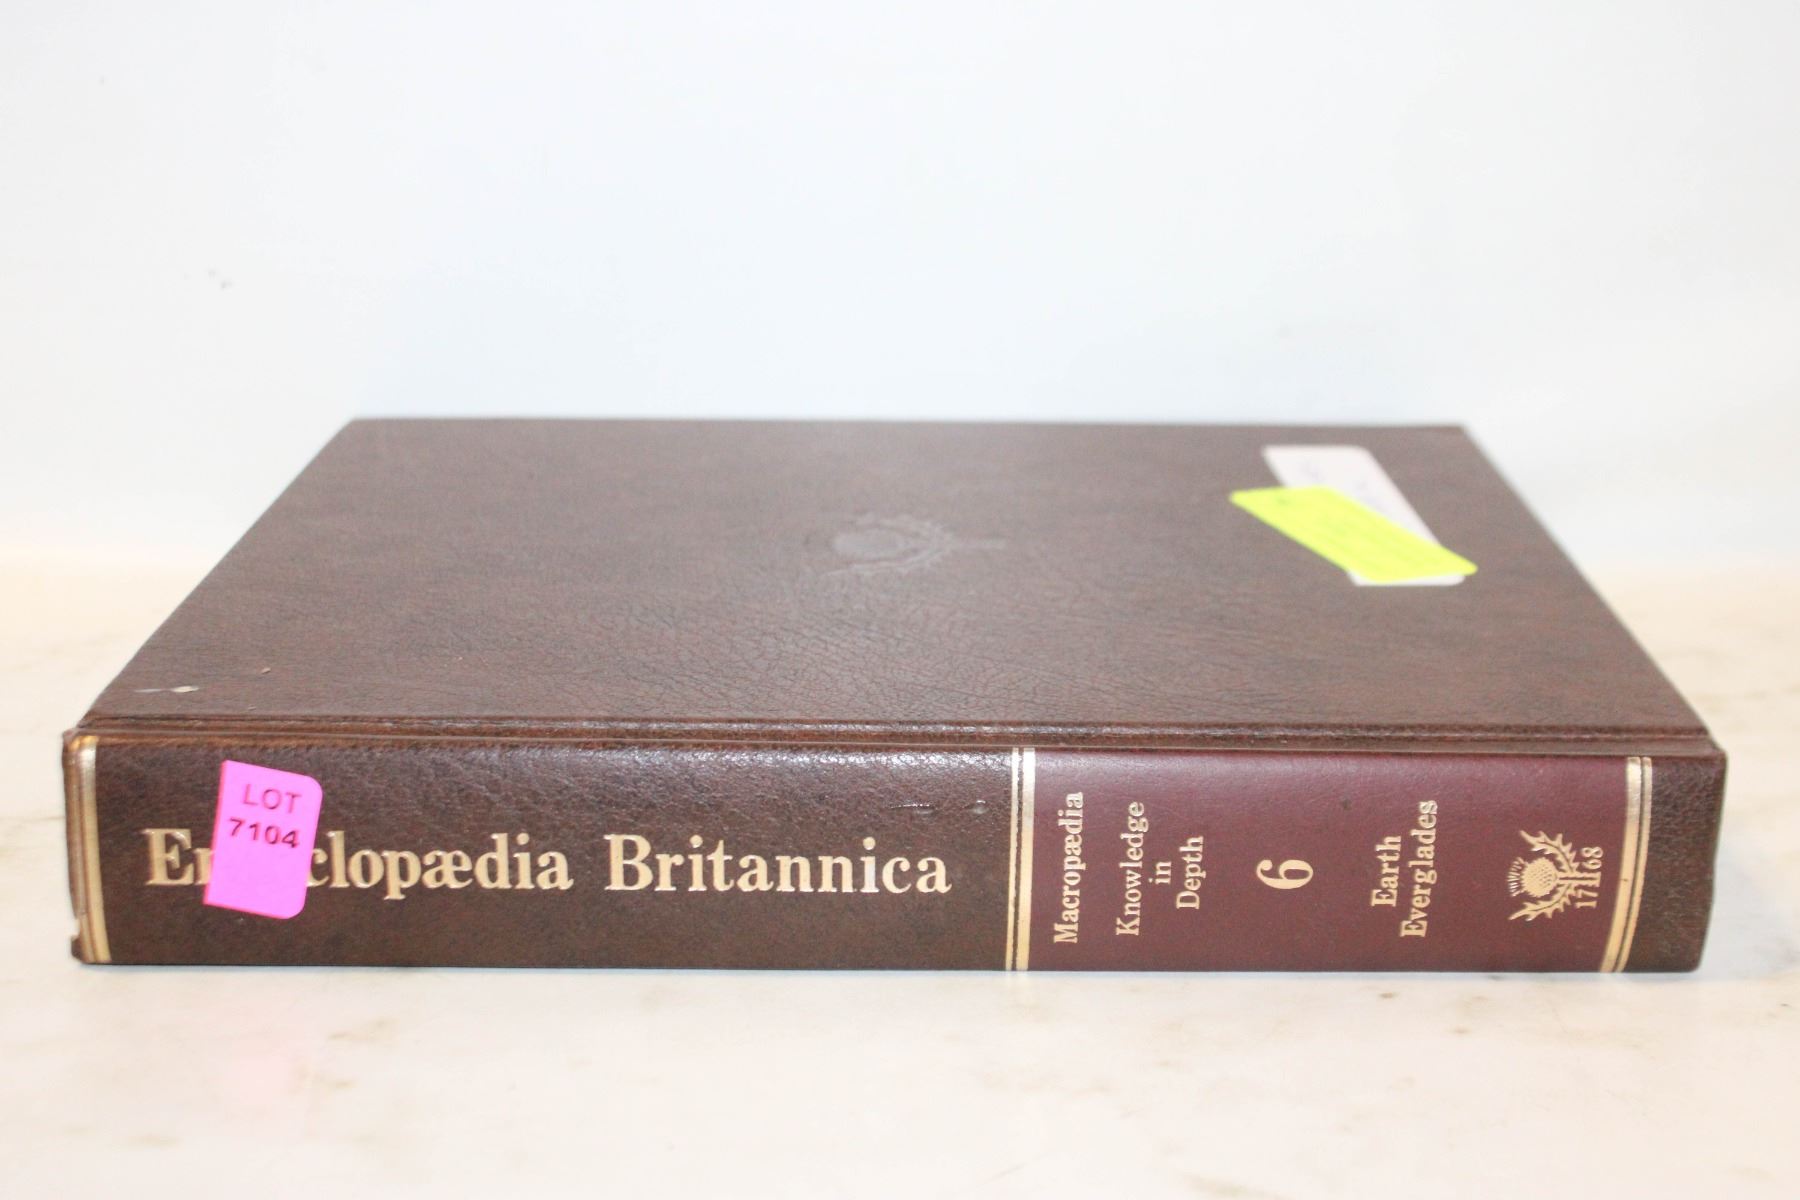 LOT
7104
Encyclopædia Britannica
Macropædia
Knowledge
in
Depth
6
Earth
Everglades
1768